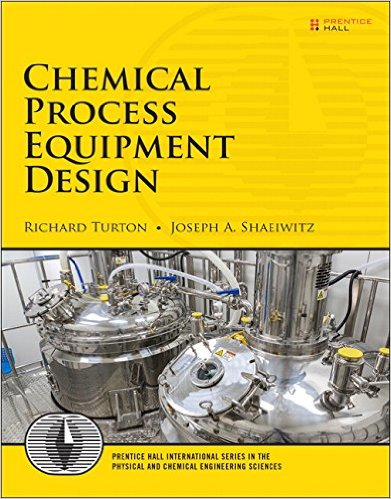 PRENTICE
HALL
CHEMICAL
PROCESS
EQUIPMENT
DESIGN
RICHARD TURTON • JOSEPH A. SHAEIWITZ
PRENTICE HALL INTERNATIONAL SERIES IN THE
PHYSICAL AND CHEMICAL ENGINEERING SCIENCES